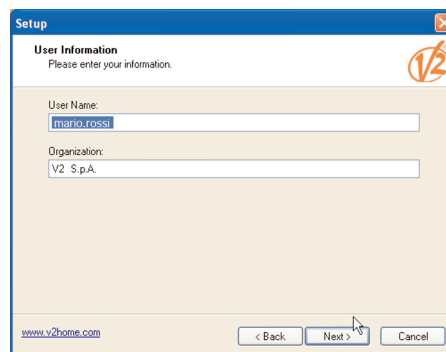 Setup
User Information
Please enter your information.
V2
User Name:
mario.rossi
Organization:
V2 S.p.A.
www.v2home.com
< Back
Next >
Cancel